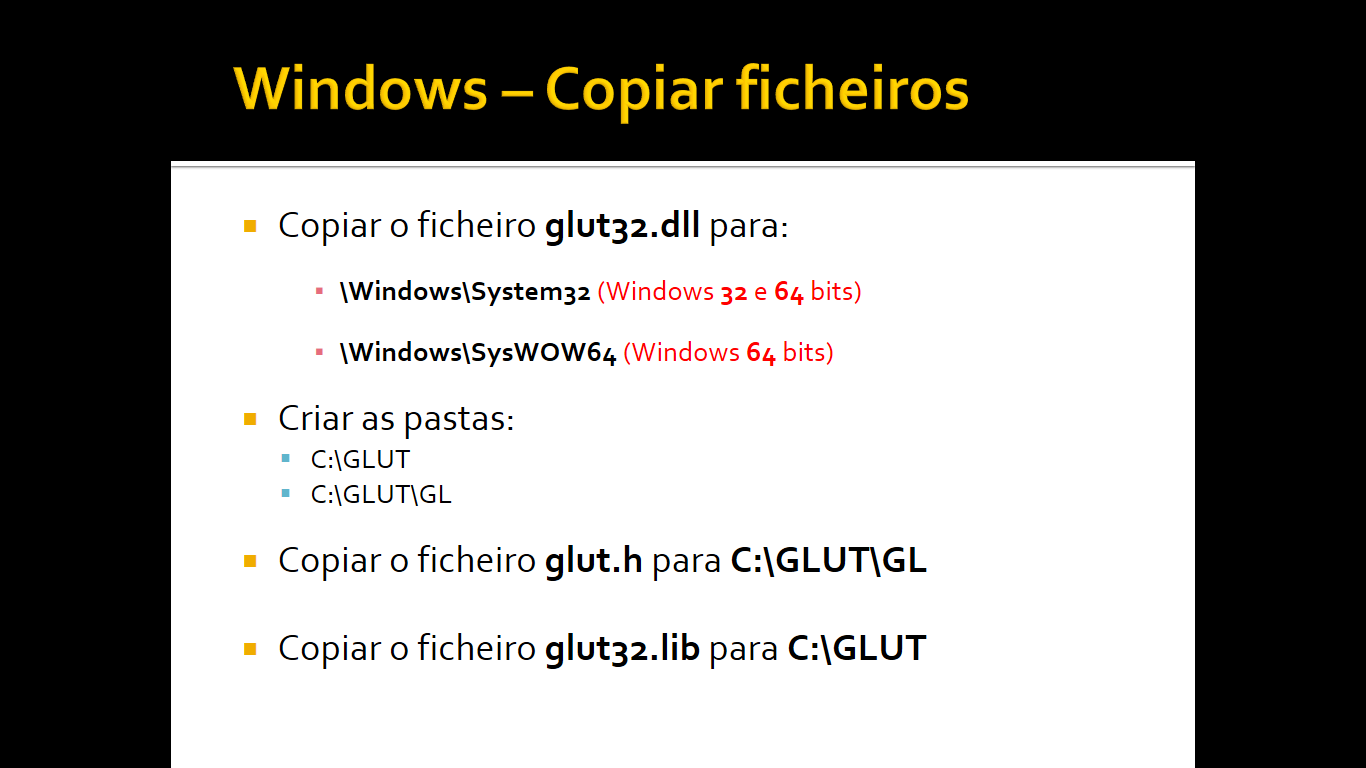 Windows – Copiar ficheiros
Copiar o ficheiro glut32.dll para:
\Windows\System32 (Windows 32 e 64 bits)
\Windows\SysWOW64 (Windows 64 bits)
Criar as pastas:
C:\GLUT
C:\GLUT\GL
Copiar o ficheiro glut.h para C:\GLUT\GL
Copiar o ficheiro glut32.lib para C:\GLUT